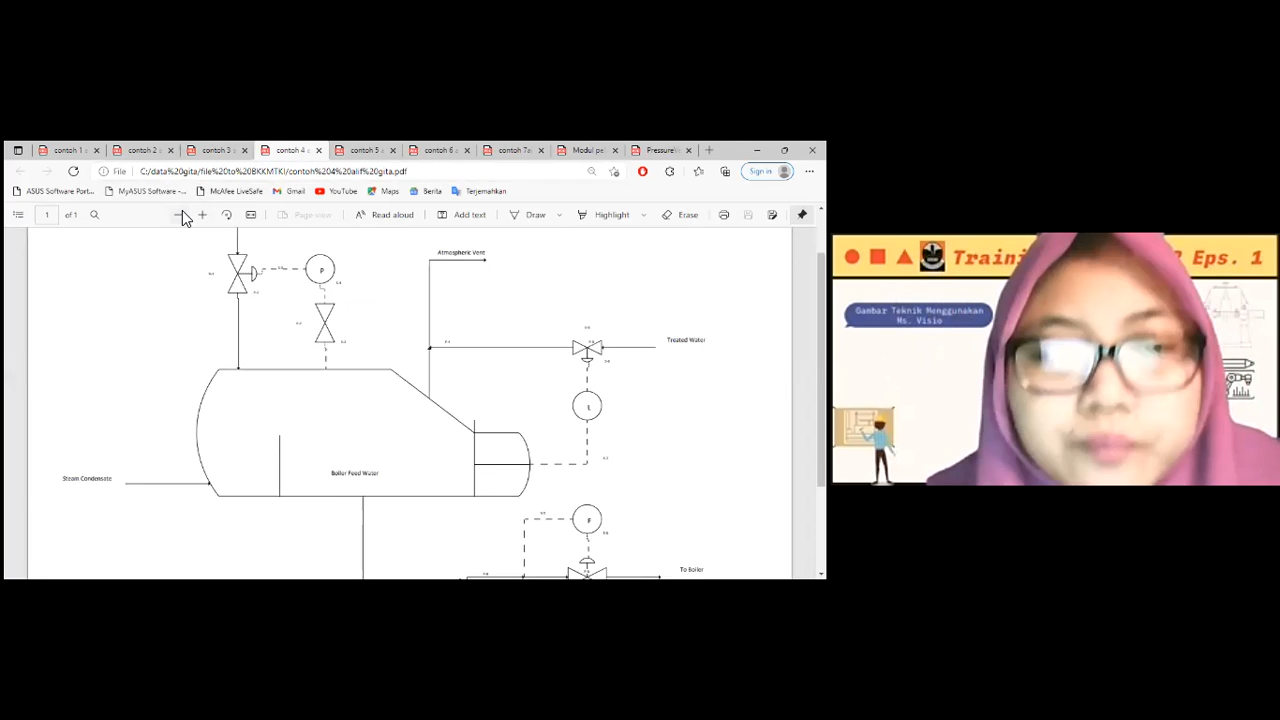 contoh 1
contoh 2
contoh 3
contoh 4
contoh 5
contoh 6
contoh 7
Modul pe
Pressure
File
C:/data%20gita/file%20to%20BKKMTKI/contoh%204%20alif%20gita.pdf
Sign in
ASUS Software Port...
MyASUS Software -...
McAfee LiveSafe
Gmail
YouTube
Maps
Berita
Terjemahkan
1
of 1
Page view
Read aloud
Add text
Draw
Highlight
Erase
P
Atmospheric Vent
Treated Water
L
Boiler Feed Water
Steam Condensate
F
To Boiler
Traini
Eps. 1
Gambar Teknik Menggunakan
Ms. Visio